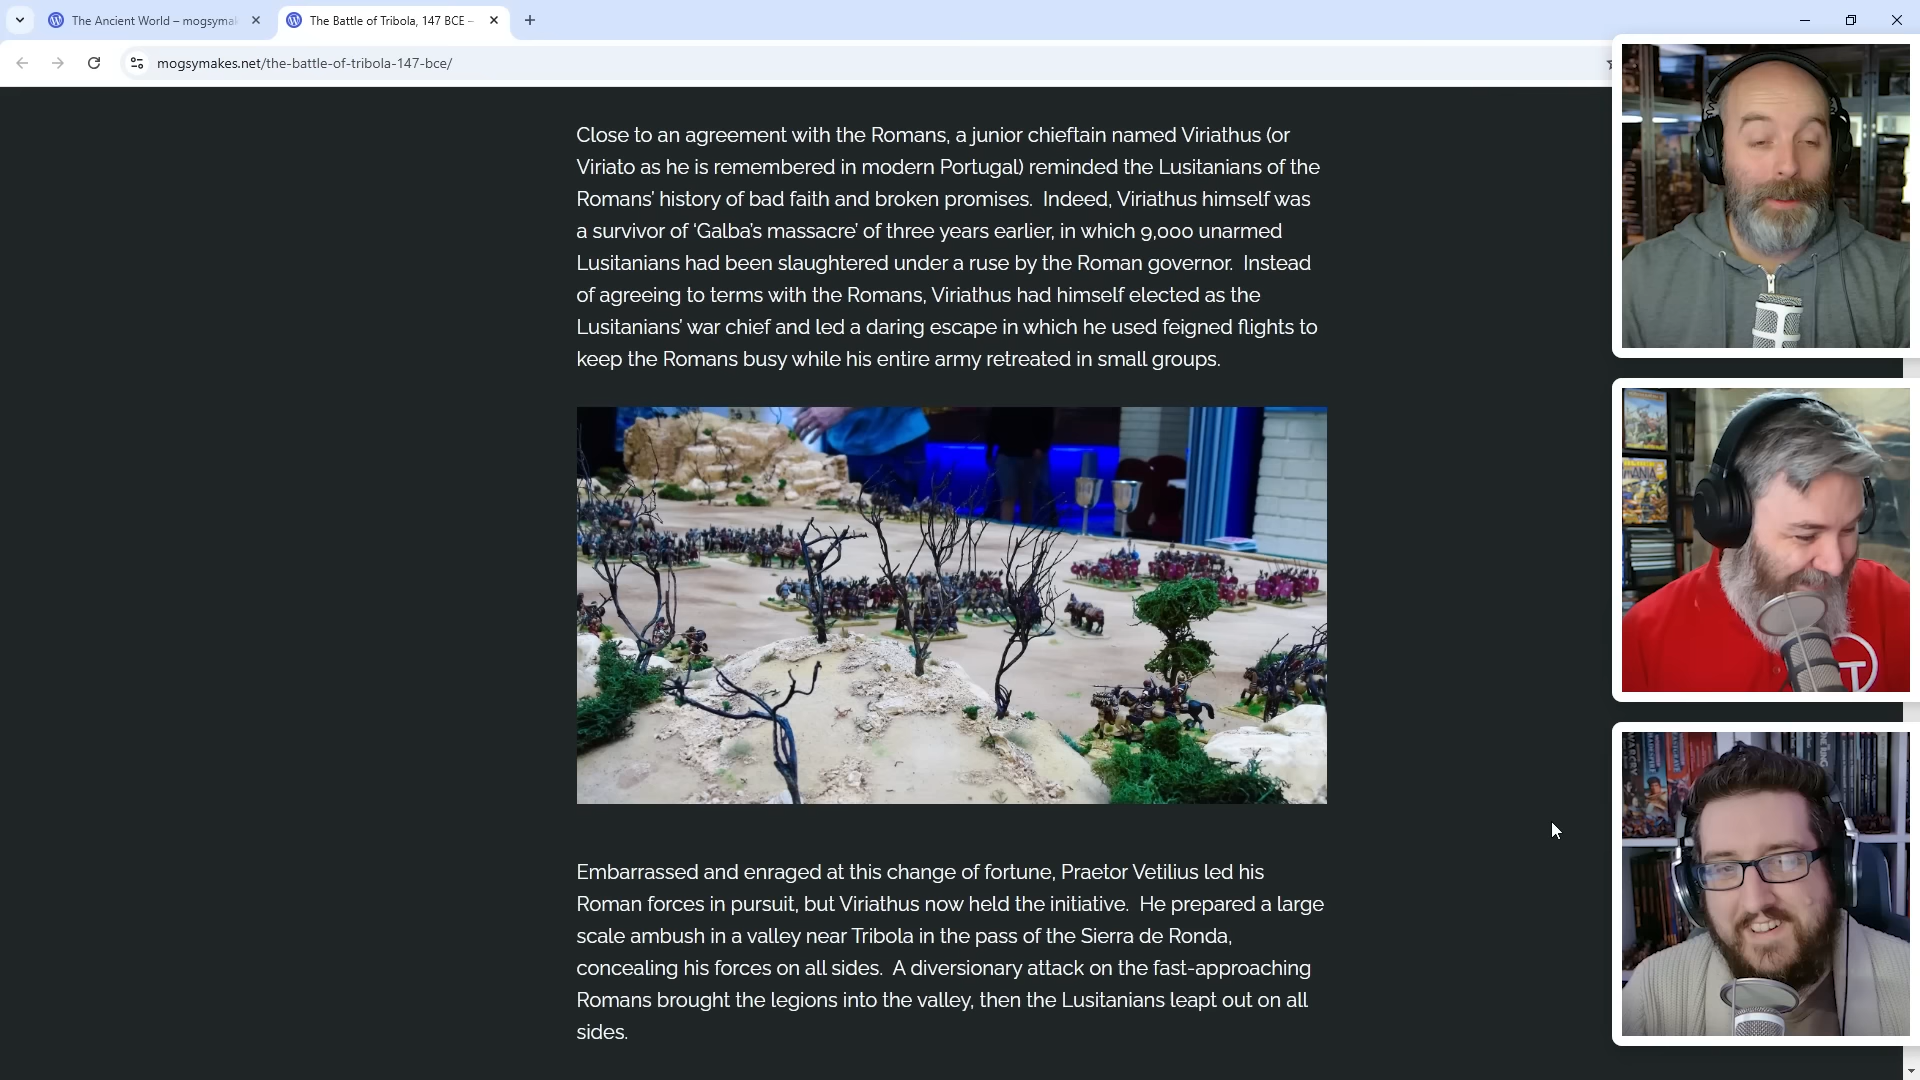 The Ancient World – mogsymak
The Battle of Tribola, 147 BCE –
mogsymakes.net/the-battle-of-tribola-147-bce/
Close to an agreement with the Romans, a junior chieftain named Viriathus (or
Viriato as he is remembered in modern Portugal) reminded the Lusitanians of the
Romans’ history of bad faith and broken promises.  Indeed, Viriathus himself was
a survivor of ‘Galba’s massacre’ of three years earlier, in which 9,000 unarmed
Lusitanians had been slaughtered under a ruse by the Roman governor.  Instead
of agreeing to terms with the Romans, Viriathus had himself elected as the
Lusitanians’ war chief and led a daring escape in which he used feigned flights to
keep the Romans busy while his entire army retreated in small groups.
Embarrassed and enraged at this change of fortune, Praetor Vetilius led his
Roman forces in pursuit, but Viriathus now held the initiative.  He prepared a large
scale ambush in a valley near Tribola in the pass of the Sierra de Ronda,
concealing his forces on all sides.  A diversionary attack on the fast-approaching
Romans brought the legions into the valley, then the Lusitanians leapt out on all
sides.